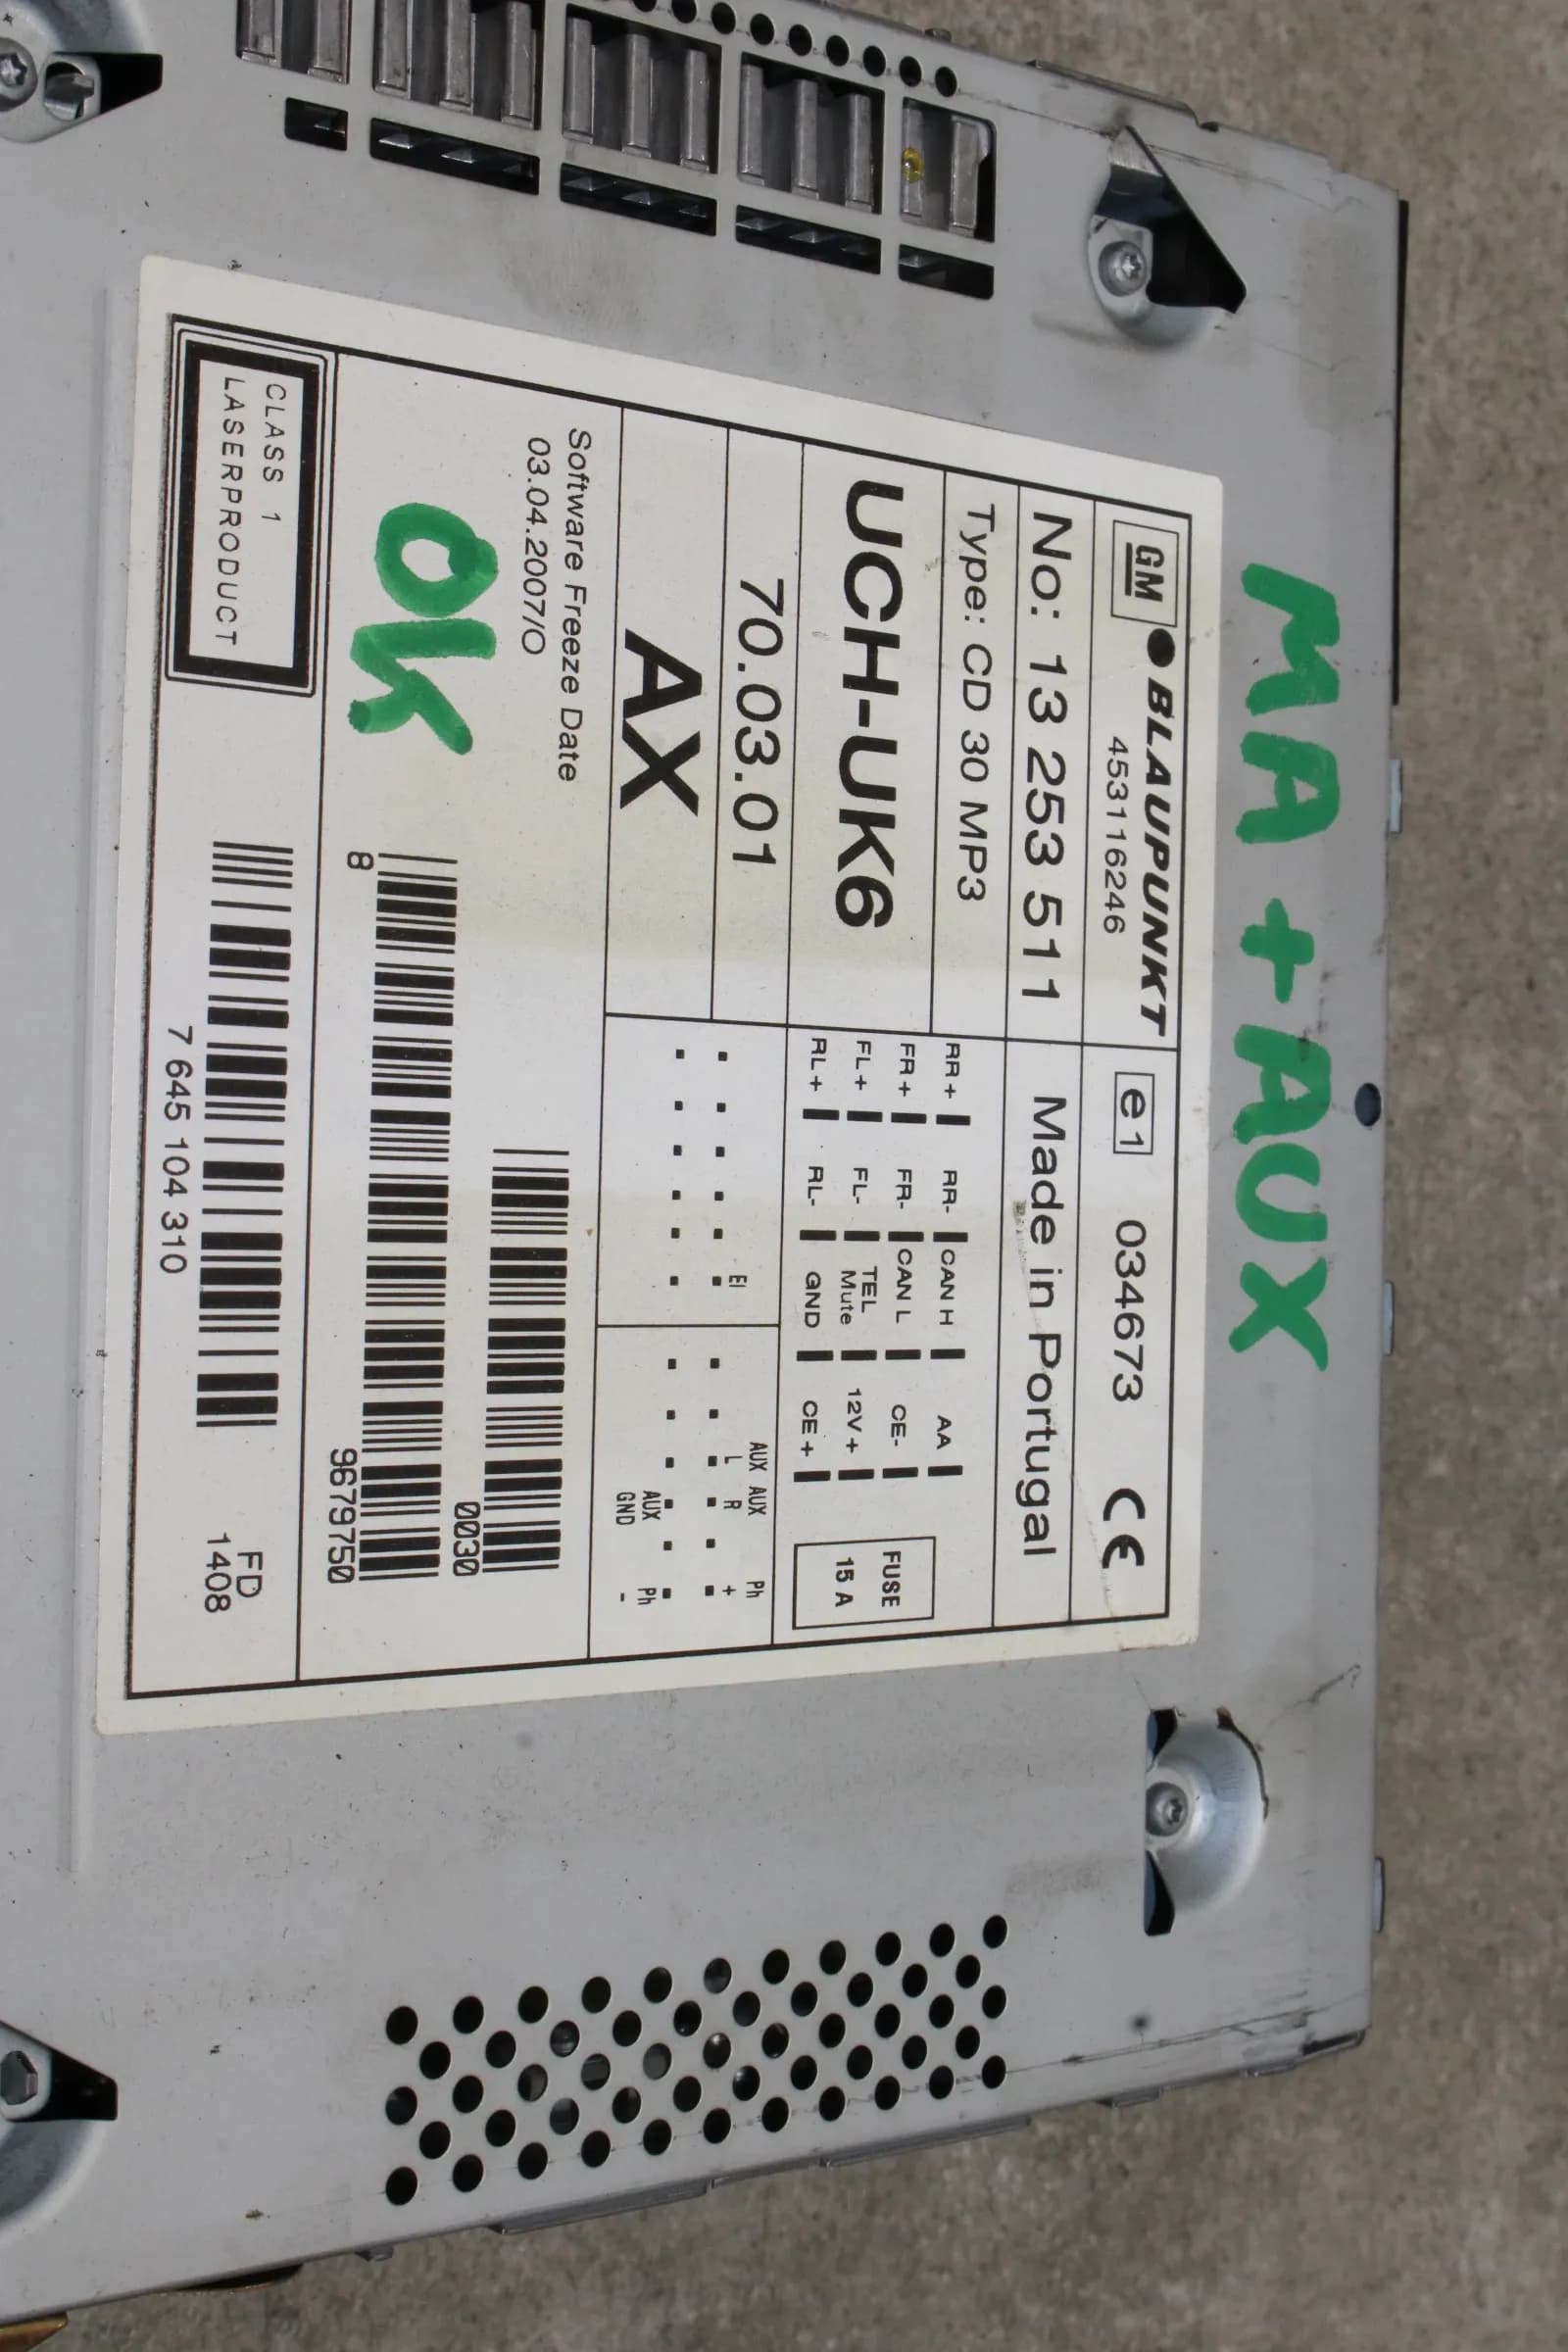 MA + AUX
GM BLAUPUNKT
453116246
e1 034673 CE
No: 13 253 511
Made in Portugal
Type: CD 30 MP3
UCH-UK6
RR+ RR- CAN H AA
FR+ FR- CAN L CE-
FL+ FL- TEL Mute 12V+
RL+ RL- GND CE+
FUSE
15 A
70.03.01
AX
EI
AUX AUX Ph
L R +
AUX Ph
GND -
Software Freeze Date
03.04.2007/O
OK
0030
8 9679750
CLASS 1
LASERPRODUCT
7 645 104 310
FD
1408